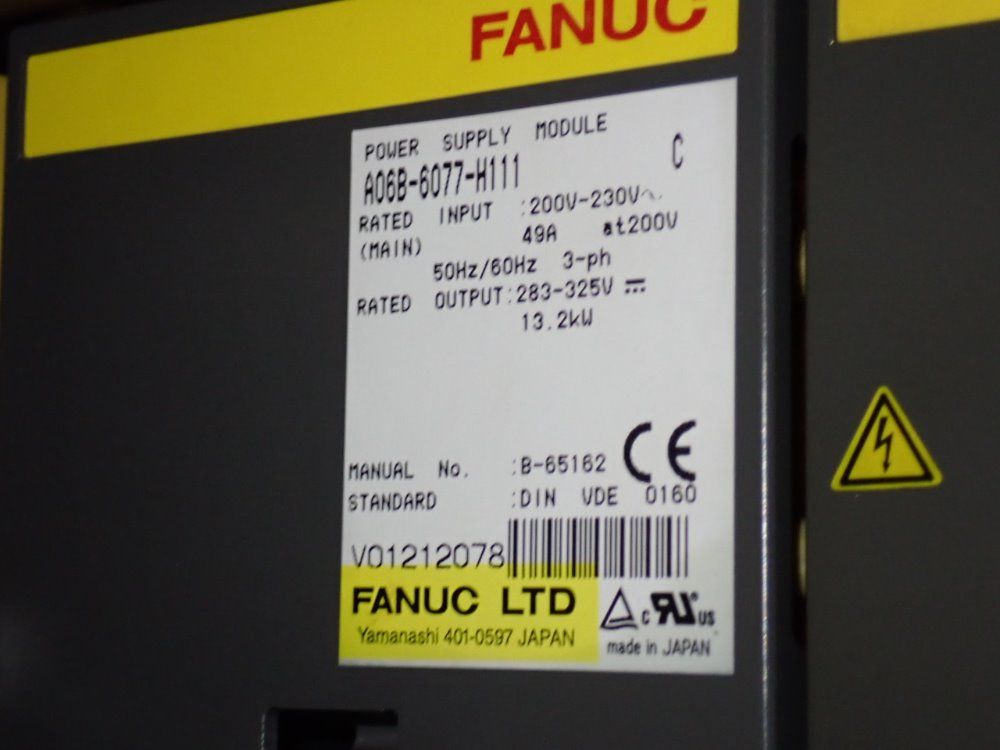 FANUC
POWER SUPPLY MODULE
A06B-6077-H111 C
RATED INPUT :200V-230V～
(MAIN) 49A at200V
50Hz/60Hz 3-ph
RATED OUTPUT:283-325V ⎓
13.2kW
MANUAL No. :B-65162 CE
STANDARD :DIN VDE 0160
V01212078
FANUC LTD
Yamanashi 401-0597 JAPAN
c RU US
made in JAPAN